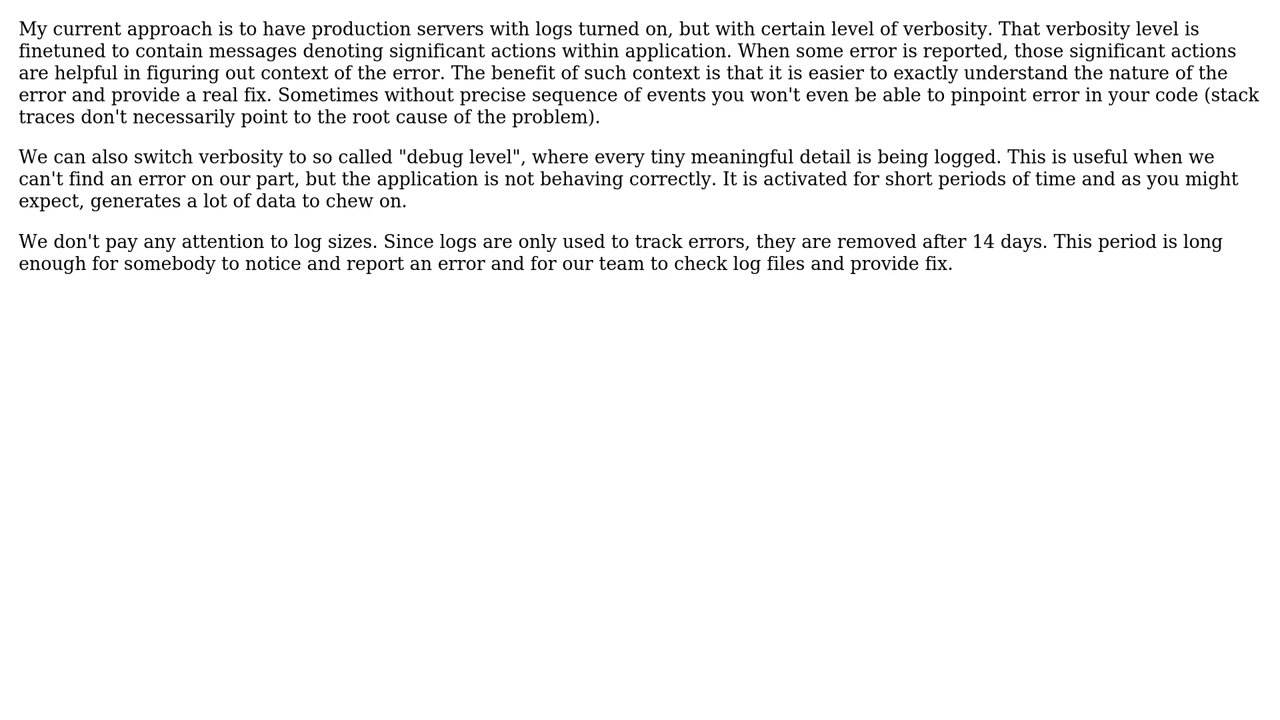 My current approach is to have production servers with logs turned on, but with certain level of verbosity. That verbosity level is
finetuned to contain messages denoting significant actions within application. When some error is reported, those significant actions
are helpful in figuring out context of the error. The benefit of such context is that it is easier to exactly understand the nature of the
error and provide a real fix. Sometimes without precise sequence of events you won't even be able to pinpoint error in your code (stack
traces don't necessarily point to the root cause of the problem).
We can also switch verbosity to so called "debug level", where every tiny meaningful detail is being logged. This is useful when we
can't find an error on our part, but the application is not behaving correctly. It is activated for short periods of time and as you might
expect, generates a lot of data to chew on.
We don't pay any attention to log sizes. Since logs are only used to track errors, they are removed after 14 days. This period is long
enough for somebody to notice and report an error and for our team to check log files and provide fix.